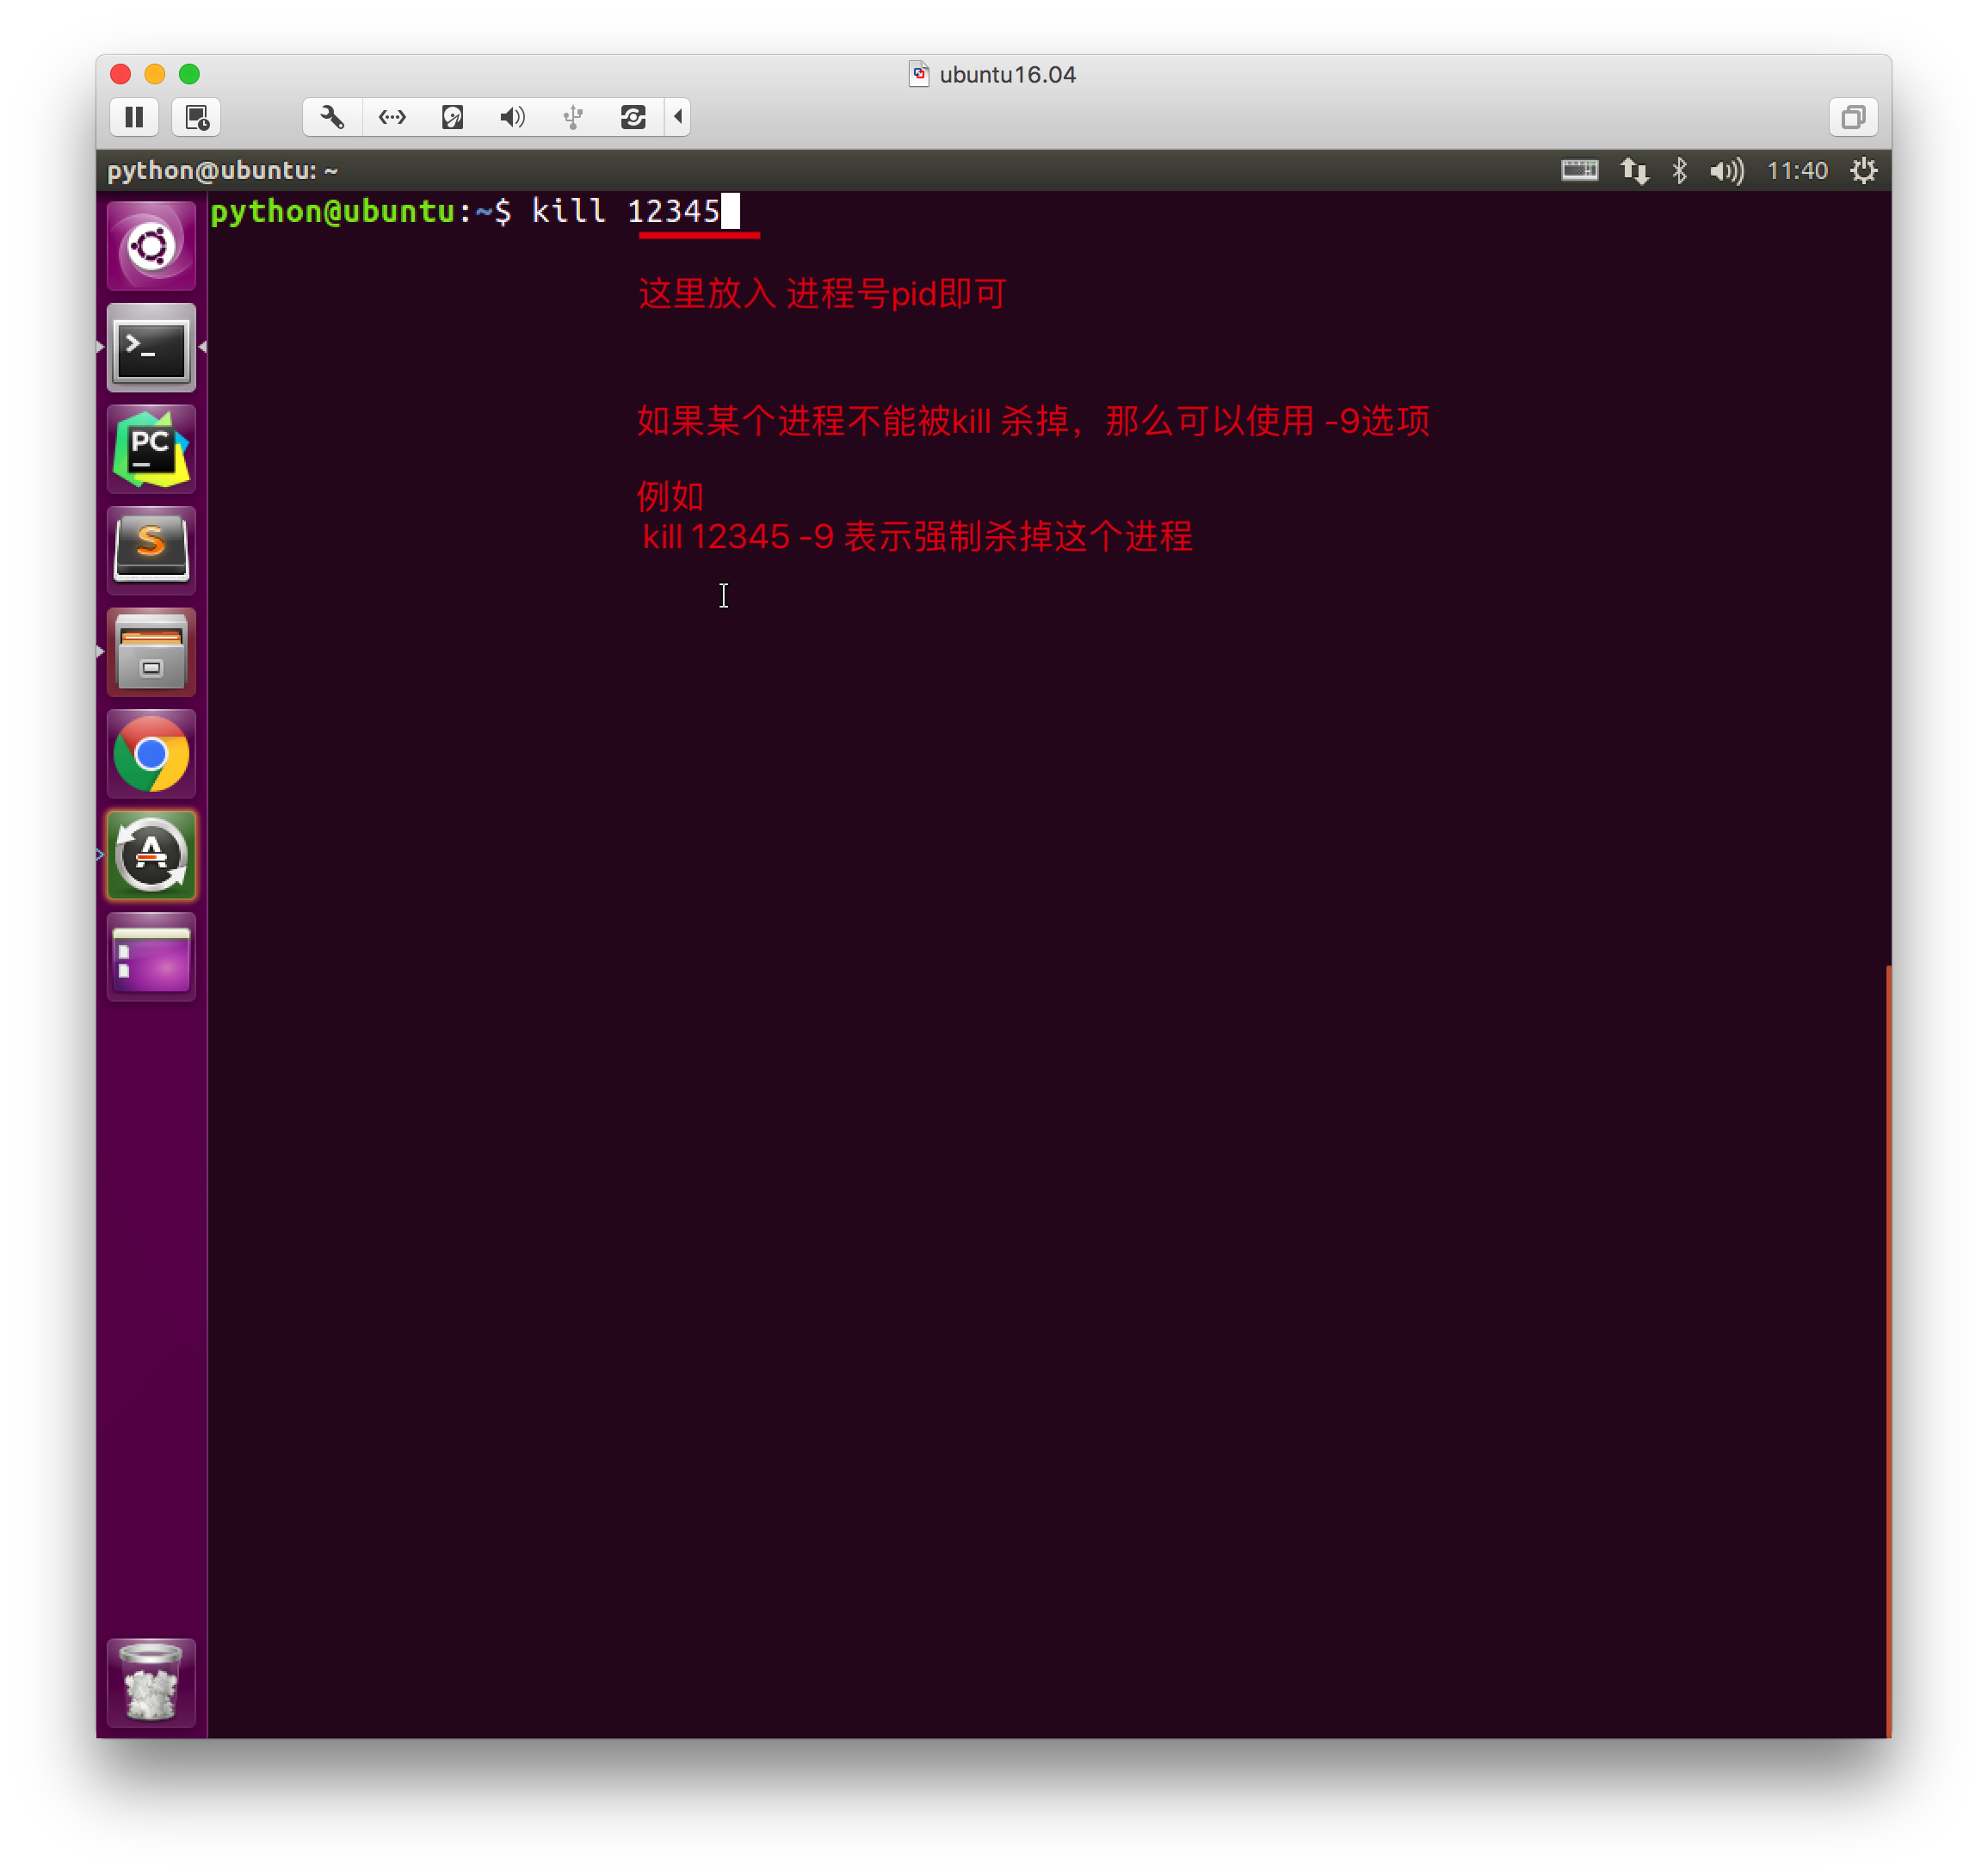 ubuntu16.04
python@ubuntu: ~
11:40
python@ubuntu:~$ kill 12345
这里放入 进程号pid即可
如果某个进程不能被kill 杀掉，那么可以使用 -9选项
例如
kill 12345 -9 表示强制杀掉这个进程
PC
S
A